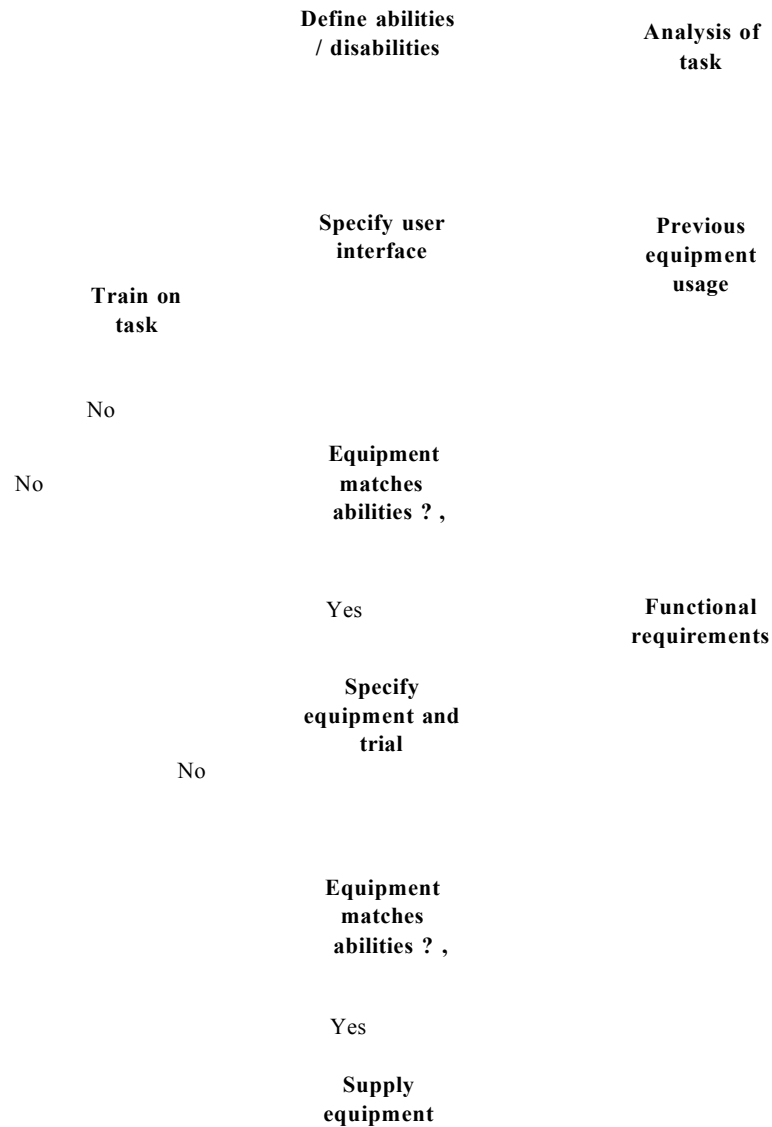 Define abilities
/ disabilities
Analysis of
task
Specify user
interface
Previous
equipment
usage
Train on
task
No
Equipment
matches
abilities ? ,
No
Yes
Functional
requirements
Specify
equipment and
trial
No
Equipment
matches
abilities ? ,
Yes
Supply
equipment